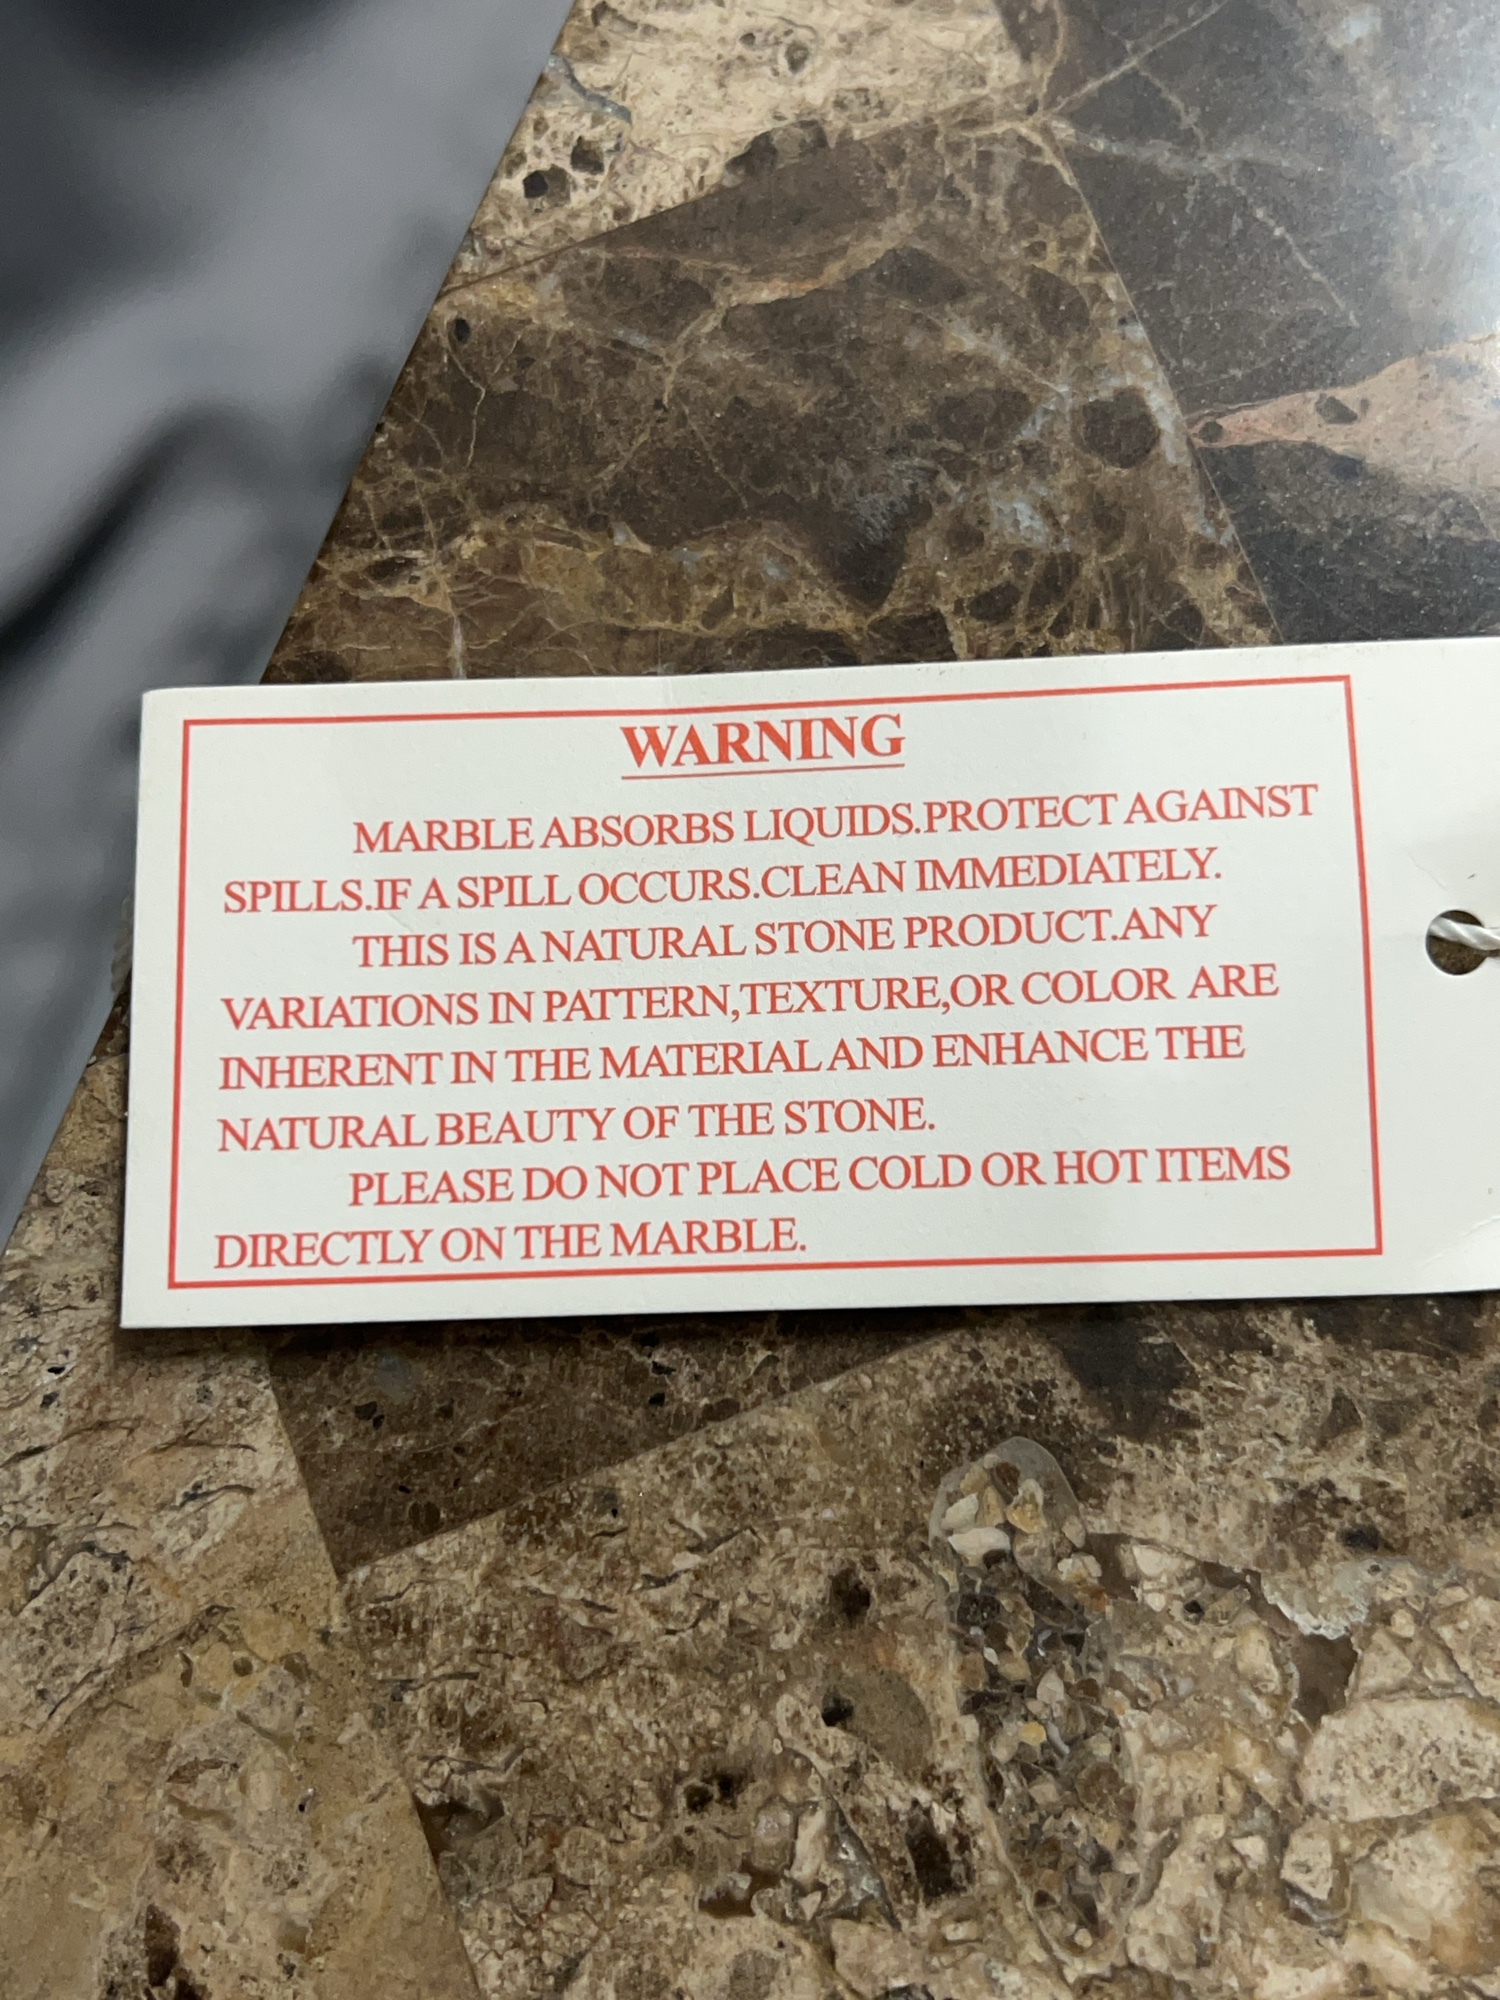 WARNING
MARBLE ABSORBS LIQUIDS.PROTECT AGAINST
SPILLS.IF A SPILL OCCURS.CLEAN IMMEDIATELY.
THIS IS A NATURAL STONE PRODUCT.ANY
VARIATIONS IN PATTERN,TEXTURE,OR COLOR ARE
INHERENT IN THE MATERIAL AND ENHANCE THE
NATURAL BEAUTY OF THE STONE.
PLEASE DO NOT PLACE COLD OR HOT ITEMS
DIRECTLY ON THE MARBLE.